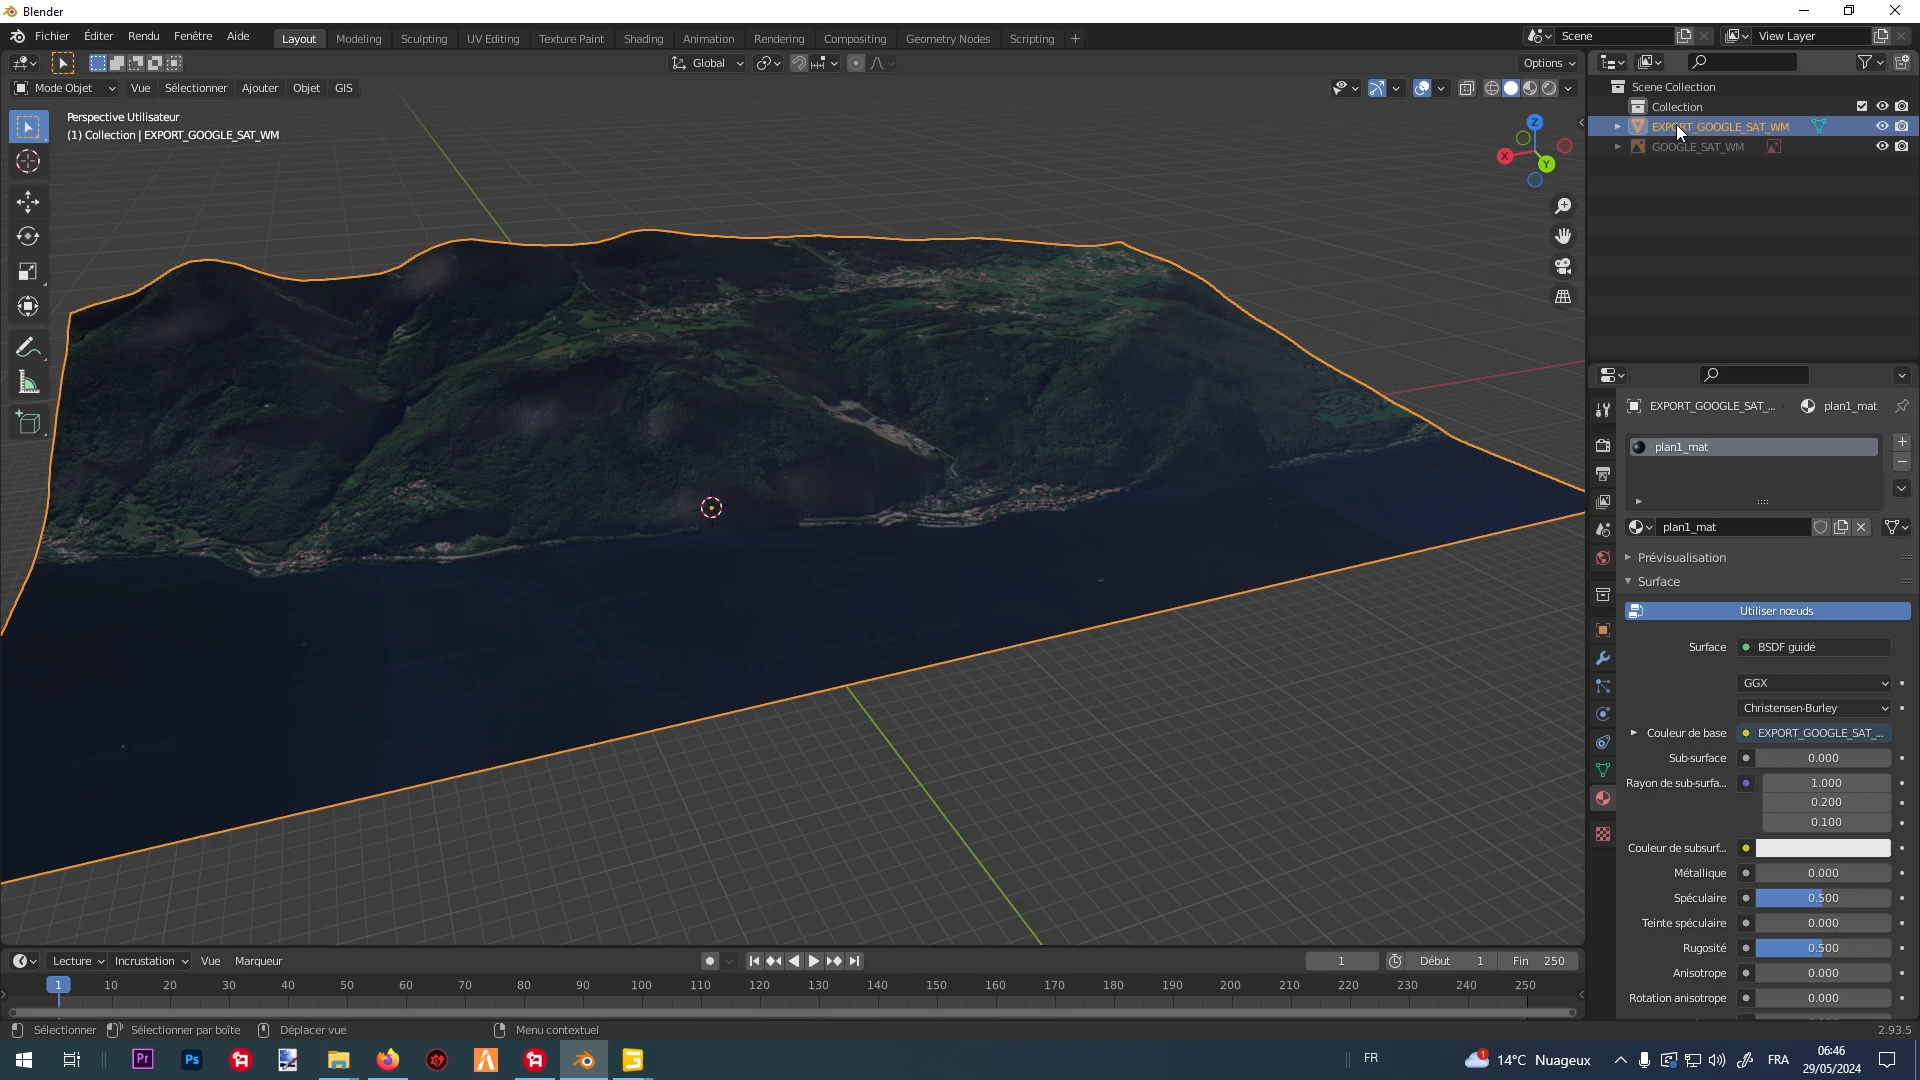 Blender
Fichier Éditer Rendu Fenêtre Aide
Layout Modeling Sculpting UV Editing Texture Paint Shading Animation Rendering Compositing Geometry Nodes Scripting +
Scene
View Layer
Global
Options
Mode Objet
Vue Sélectionner Ajouter Objet GIS
Perspective Utilisateur
(1) Collection | EXPORT_GOOGLE_SAT_WM
Z
X
Y
Scene Collection
Collection
EXPORT_GOOGLE_SAT_WM
GOOGLE_SAT_WM
EXPORT_GOOGLE_SAT_... plan1_mat
plan1_mat
plan1_mat
Prévisualisation
Surface
Utiliser nœuds
Surface BSDF guidé
GGX
Christensen-Burley
Couleur de base EXPORT_GOOGLE_SAT_...
Sub-surface 0.000
Rayon de sub-surfa... 1.000
0.200
0.100
Couleur de subsurf...
Métallique 0.000
Spéculaire 0.500
Teinte spéculaire 0.000
Rugosité 0.500
Anisotrope 0.000
Rotation anisotrope 0.000
Lecture Incrustation Vue Marqueur
1 Début 1 Fin 250
1 10 20 30 40 50 60 70 80 90 100 110 120 130 140 150 160 170 180 190 200 210 220 230 240 250
Sélectionner Sélectionner par boîte Déplacer vue Menu contextuel
2.93.5
Pr Ps
FR
1 14°C Nuageux
FRA
06:46
29/05/2024